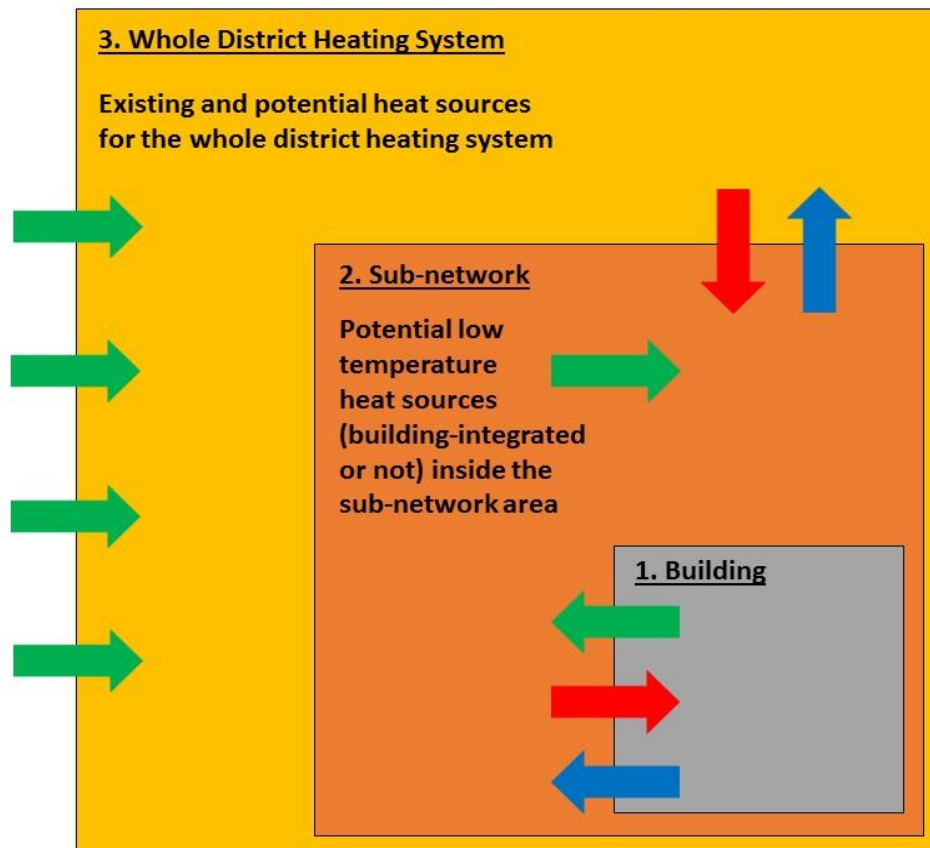 3. Whole District Heating System
Existing and potential heat sources
for the whole district heating system
2. Sub-network
Potential low
temperature
heat sources
(building-integrated
or not) inside the
sub-network area
1. Building